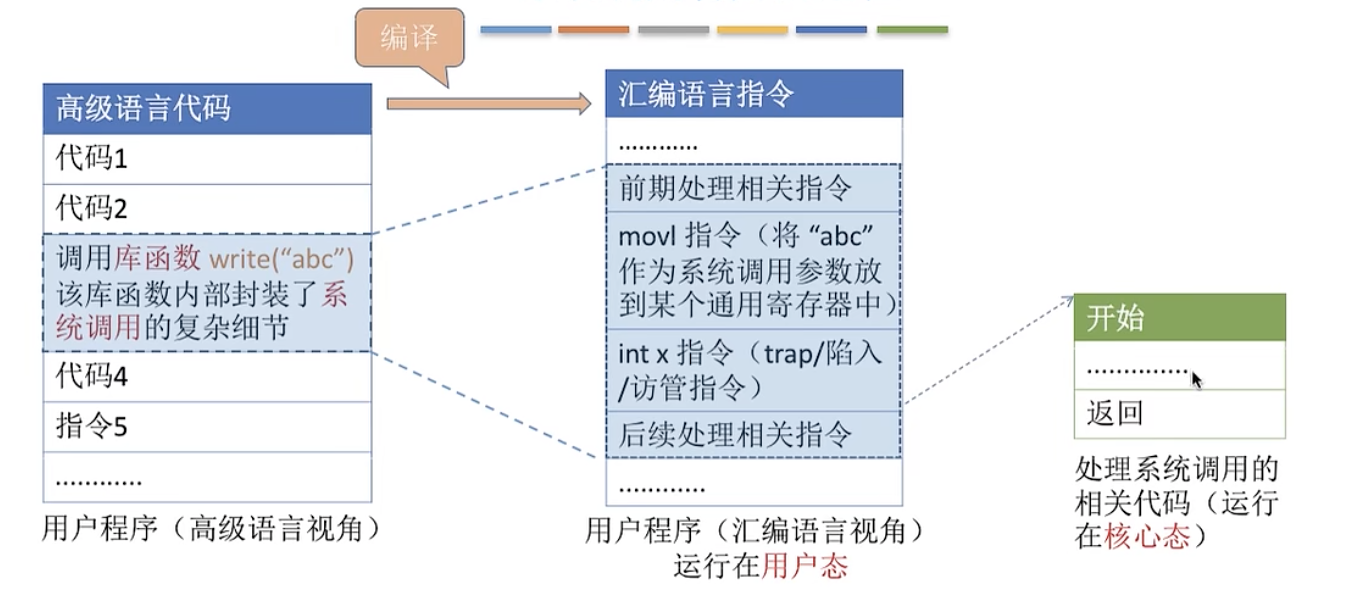 编译
高级语言代码
代码1
代码2
调用库函数 write(“abc”)
该库函数内部封装了系
统调用的复杂细节
代码4
指令5
............
用户程序（高级语言视角）
汇编语言指令
............
前期处理相关指令
movl 指令（将 “abc”
作为系统调用参数放
到某个通用寄存器中）
int x 指令（trap/陷入
/访管指令）
后续处理相关指令
............
用户程序（汇编语言视角）
运行在用户态
开始
..............
返回
处理系统调用的
相关代码（运行
在核心态）